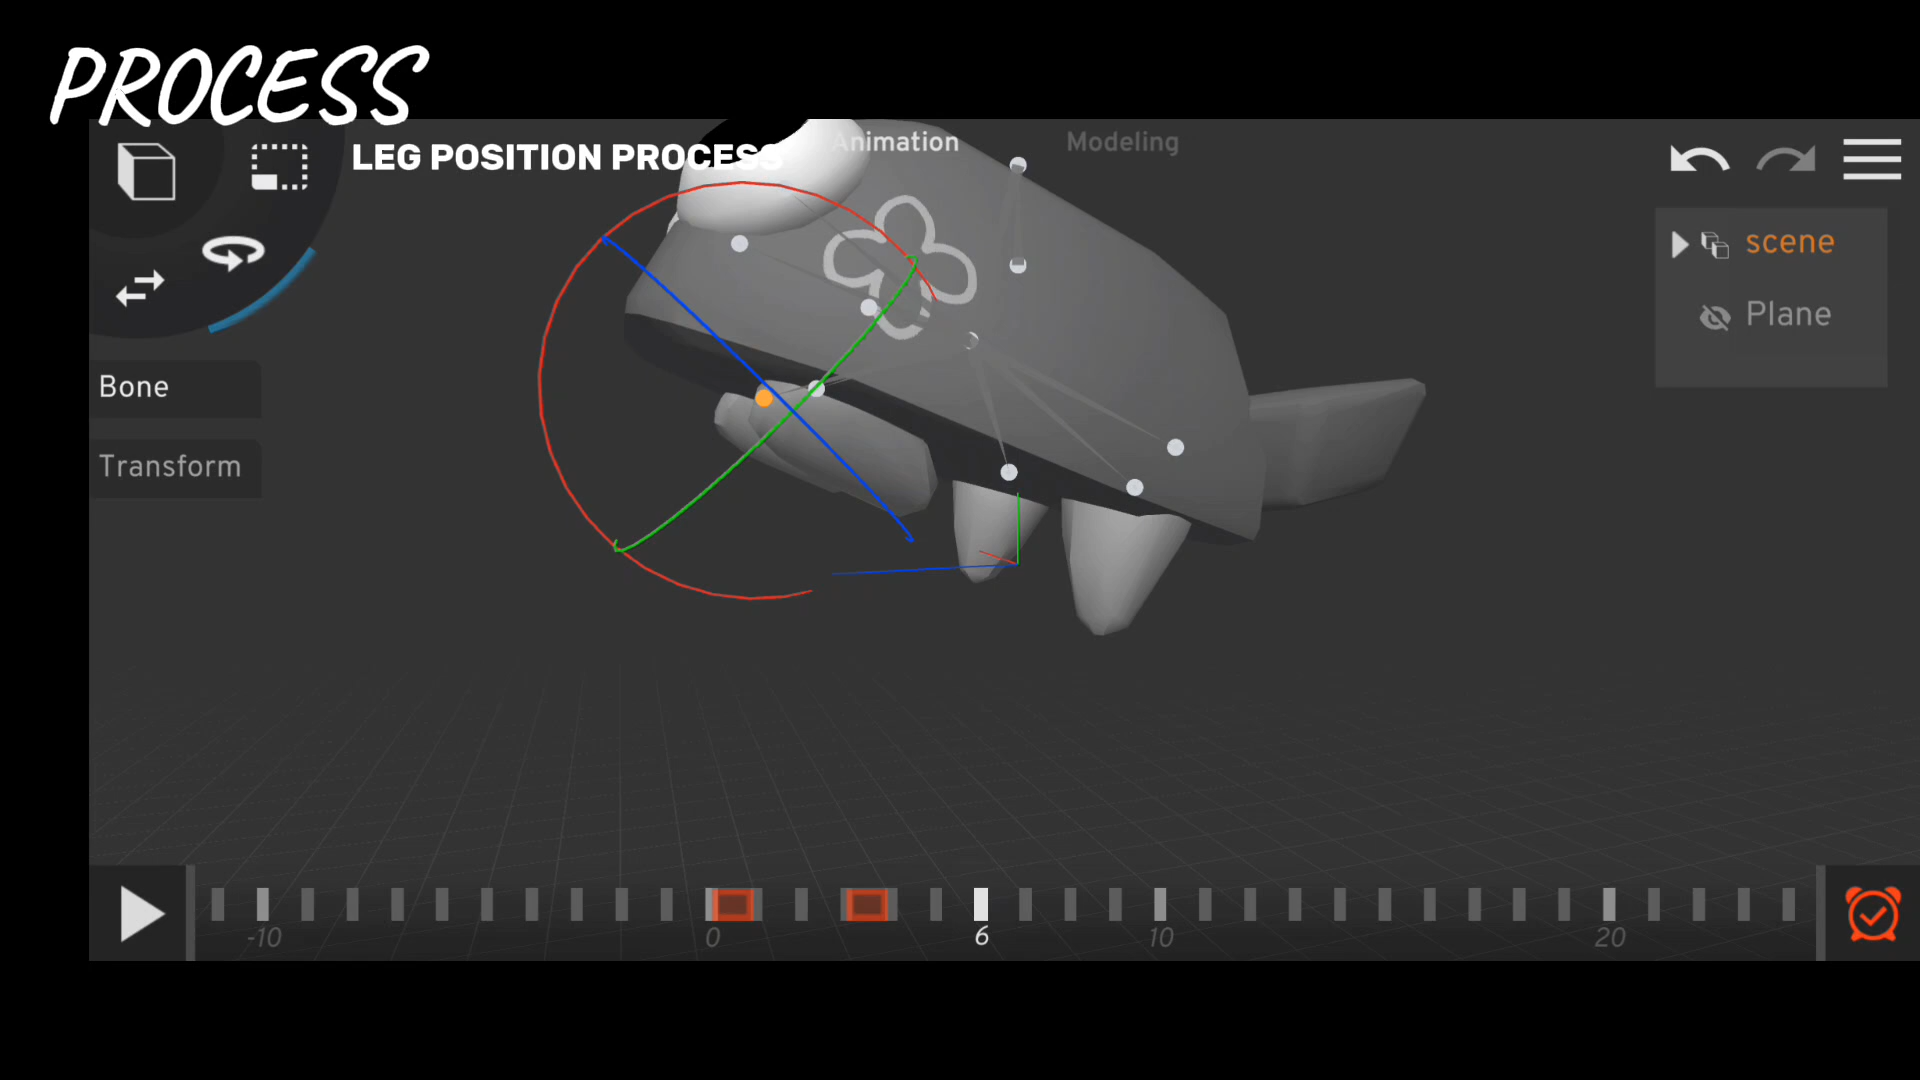 PROCESS
LEG POSITION PROCESS
Animation
Modeling
scene
Plane
Bone
Transform
-10
0
6
10
20